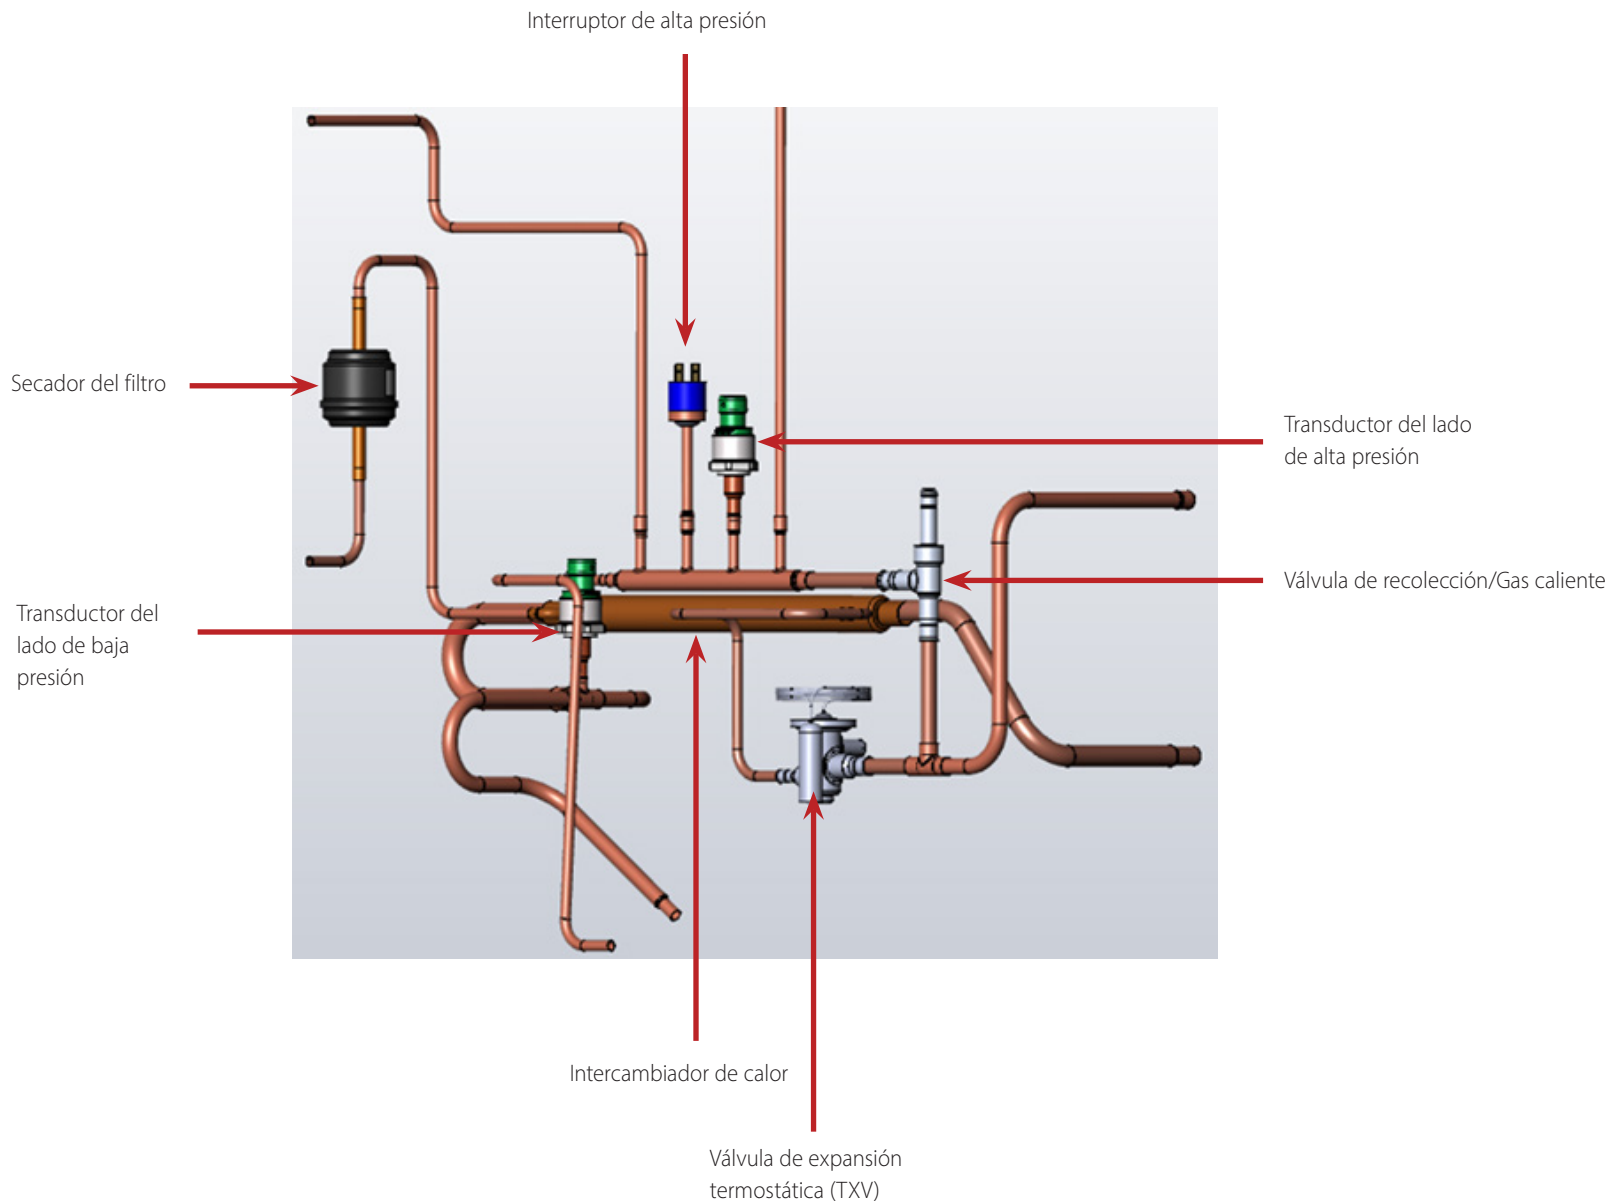 Interruptor de alta presión
Secador del filtro
Transductor del lado
de alta presión
Válvula de recolección/Gas caliente
Transductor del
lado de baja
presión
Intercambiador de calor
Válvula de expansión
termostática (TXV)